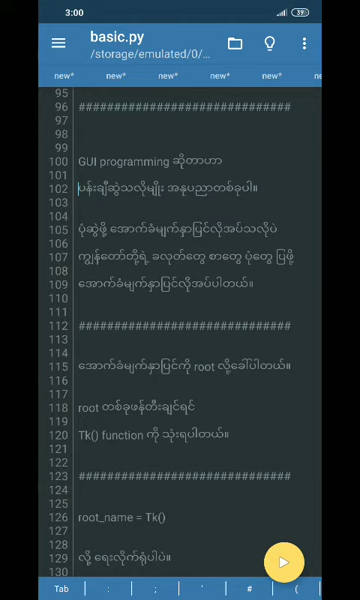 3:00
39
basic.py
/storage/emulated/0/...
new* new* new* new* new* ne
95
96 ##############################
97
98
99
100 GUI programming ဆိုတာဟာ
101
102 ပန်းချီဆွဲသလိုမျိုး အနုပညာတစ်ခုပါ။
103
104
105 ပုံဆွဲဖို့ အောက်ခံမျက်နှာပြင်လိုအပ်သလိုပဲ
106
107 ကျွန်တော်တို့ရဲ့ ခလုတ်တွေ စာတွေ ပုံတွေ ပြဖို့
108
109 အောက်ခံမျက်နှာပြင်လိုအပ်ပါတယ်။
110
111
112 ##############################
113
114
115 အောက်ခံမျက်နှာပြင်ကို root လို့ခေါ်ပါတယ်။
116
117
118 root တစ်ခုဖန်တီးချင်ရင်
119
120 Tk() function ကို သုံးရပါတယ်။
121
122
123 ##############################
124
125
126 root_name = Tk()
127
128
129 လို့ ရေးလိုက်ရုံပါပဲ။
130
Tab : ; ' # (